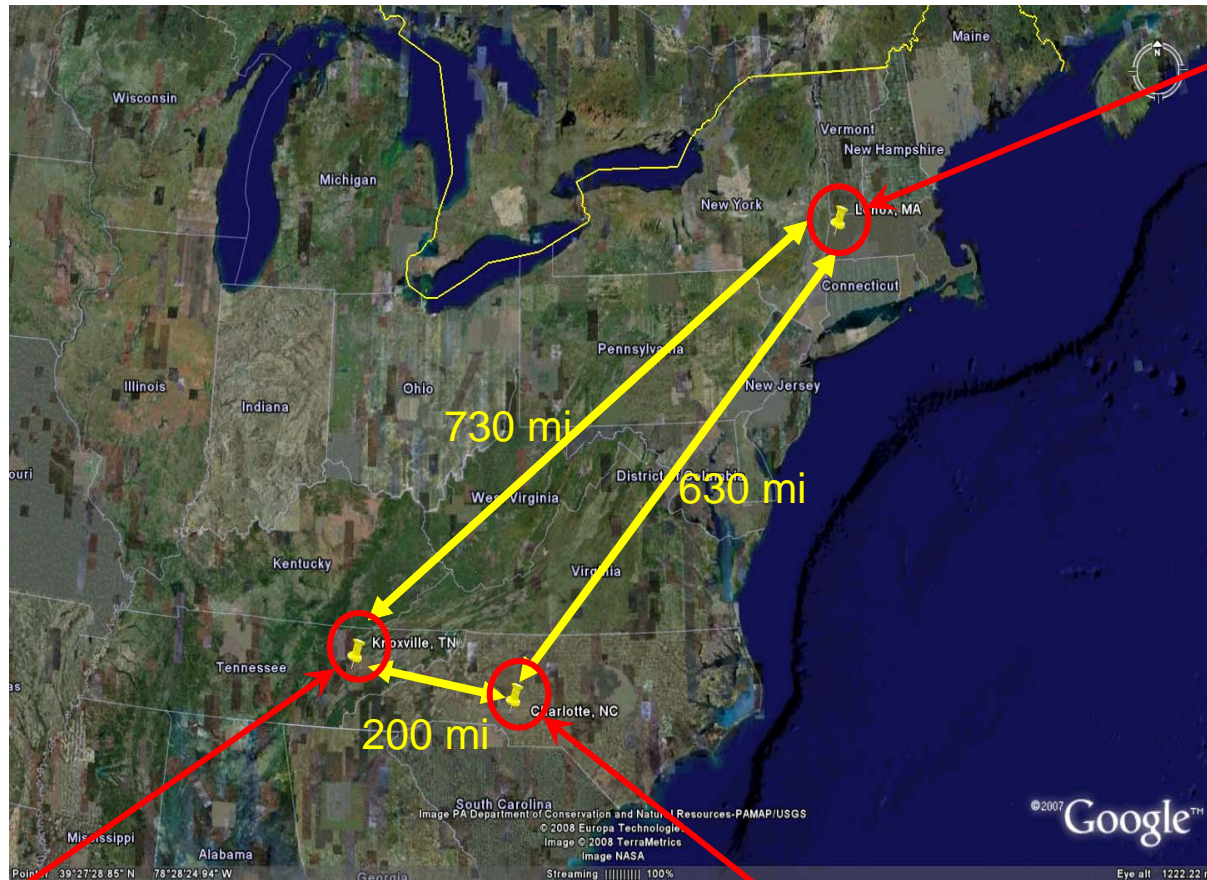 Maine
N
Wisconsin
Vermont
New Hampshire
Michigan
New York
Lenox, MA
Connecticut
Pennsylvania
New Jersey
Illinois
Ohio
Indiana
730 mi
District of Columbia
630 mi
West Virginia
ouri
Kentucky
Virginia
Knoxville, TN
Tennessee
as
Charlotte, NC
200 mi
South Carolina
Image PA Department of Conservation and Natural Resources-PAMAP/USGS
© 2008 Europa Technologies
Image © 2008 TerraMetrics
Image NASA
©2007 Google™
Mississippi
Alabama
Georgia
Pointer 39°27'28.85" N 78°28'24.94" W
Streaming |||||||||| 100%
Eye alt 1222.22